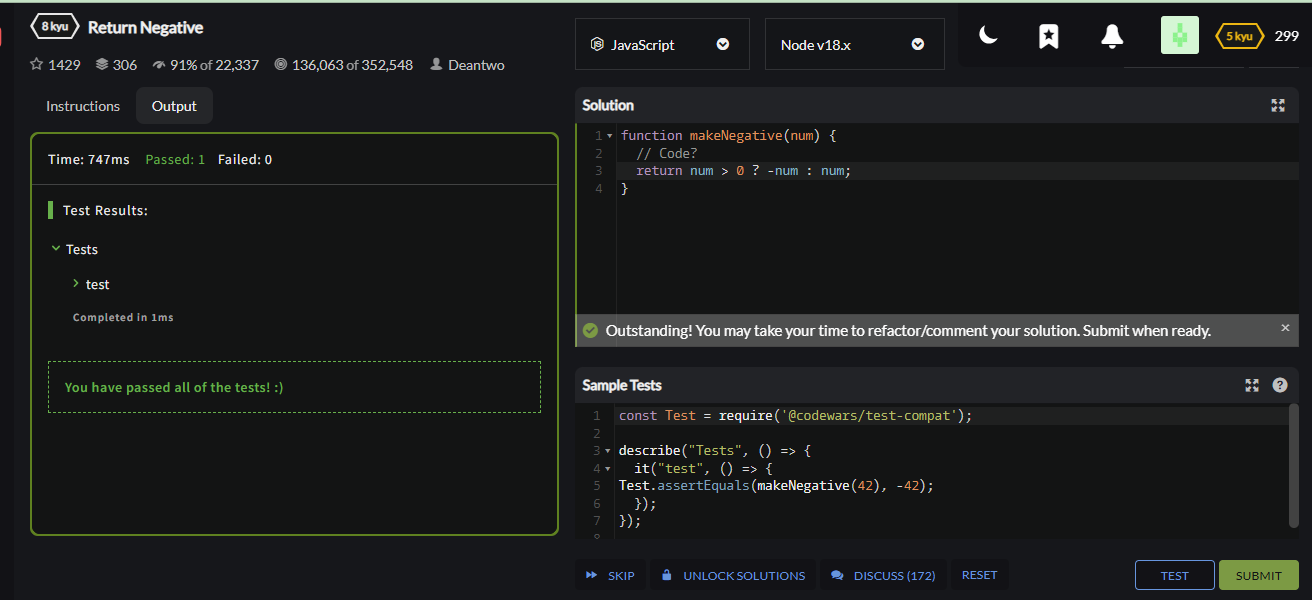 8 kyu Return Negative
1429 306 91% of 22,337 136,063 of 352,548 Deantwo
JavaScript
Node v18.x
5 kyu 299
Instructions Output
Time: 747ms Passed: 1 Failed: 0
Test Results:
Tests
test
Completed in 1ms
You have passed all of the tests! :)
Solution
1 function makeNegative(num) {
2 // Code?
3 return num > 0 ? -num : num;
4 }
Outstanding! You may take your time to refactor/comment your solution. Submit when ready.
Sample Tests
1 const Test = require('@codewars/test-compat');
2
3 describe("Tests", () => {
4 it("test", () => {
5 Test.assertEquals(makeNegative(42), -42);
6 });
7 });
8
SKIP UNLOCK SOLUTIONS DISCUSS (172) RESET TEST SUBMIT